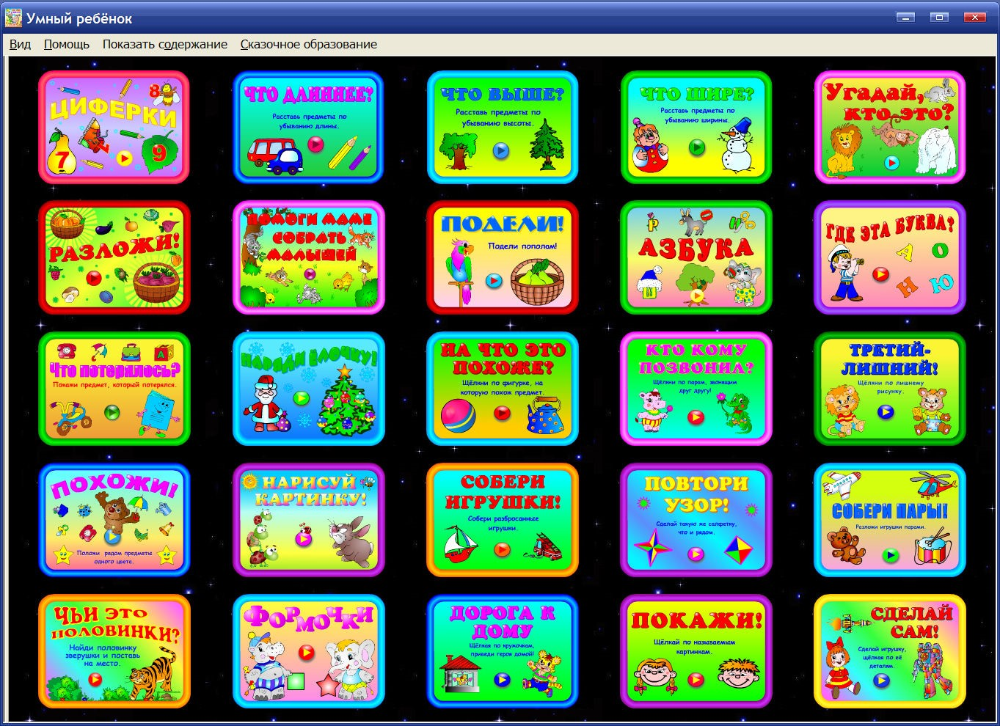 Умный ребёнок
Вид Помощь Показать содержание Сказочное образование
8
ЦИФЕРКИ
7
9
ЧТО ДЛИННЕЕ?
Расставь предметы по
убыванию длины.
ЧТО ВЫШЕ?
Расставь предметы по
убыванию высоты.
ЧТО ШИРЕ?
Расставь предметы по
убыванию ширины.
Угадай,
кто это?
РАЗЛОЖИ!
ПОМОГИ МАМЕ
СОБРАТЬ
МАЛЫШЕЙ
ПОДЕЛИ!
Подели пополам!
АЗБУКА
ГДЕ ЭТА БУКВА?
А О
Н Ю
А
Что потерялось?
Покажи предмет, который потерялся.
НАРЯДИ ЁЛОЧКУ!
НА ЧТО ЭТО
ПОХОЖЕ?
Щёлкни по фигурке, на
которую похож предмет.
КТО КОМУ
ПОЗВОНИЛ?
Щёлкни по парам, звонящим
друг другу!
ТРЕТИЙ-
ЛИШНИЙ!
Щёлкни по лишнему
рисунку.
ПОХОЖИ!
Положи рядом предметы
одного цвета.
НАРИСУЙ
КАРТИНКУ!
СОБЕРИ
ИГРУШКИ!
Собери разбросанные
игрушки.
ПОВТОРИ
УЗОР!
Сделай такую же салфетку,
что и рядом.
СОБЕРИ ПАРЫ!
Разложи игрушки парами.
ЧЬИ ЭТО
ПОЛОВИНКИ?
Найди половинку
зверушки и поставь
на место.
ФОРМОЧКИ
ДОРОГА К
ДОМУ
Щёлкая по кружочкам,
приведи героя домой!
ПОКАЖИ!
Щёлкай по называемым
картинкам.
СДЕЛАЙ
САМ!
Сделай игрушку,
щёлкая по её
деталям.